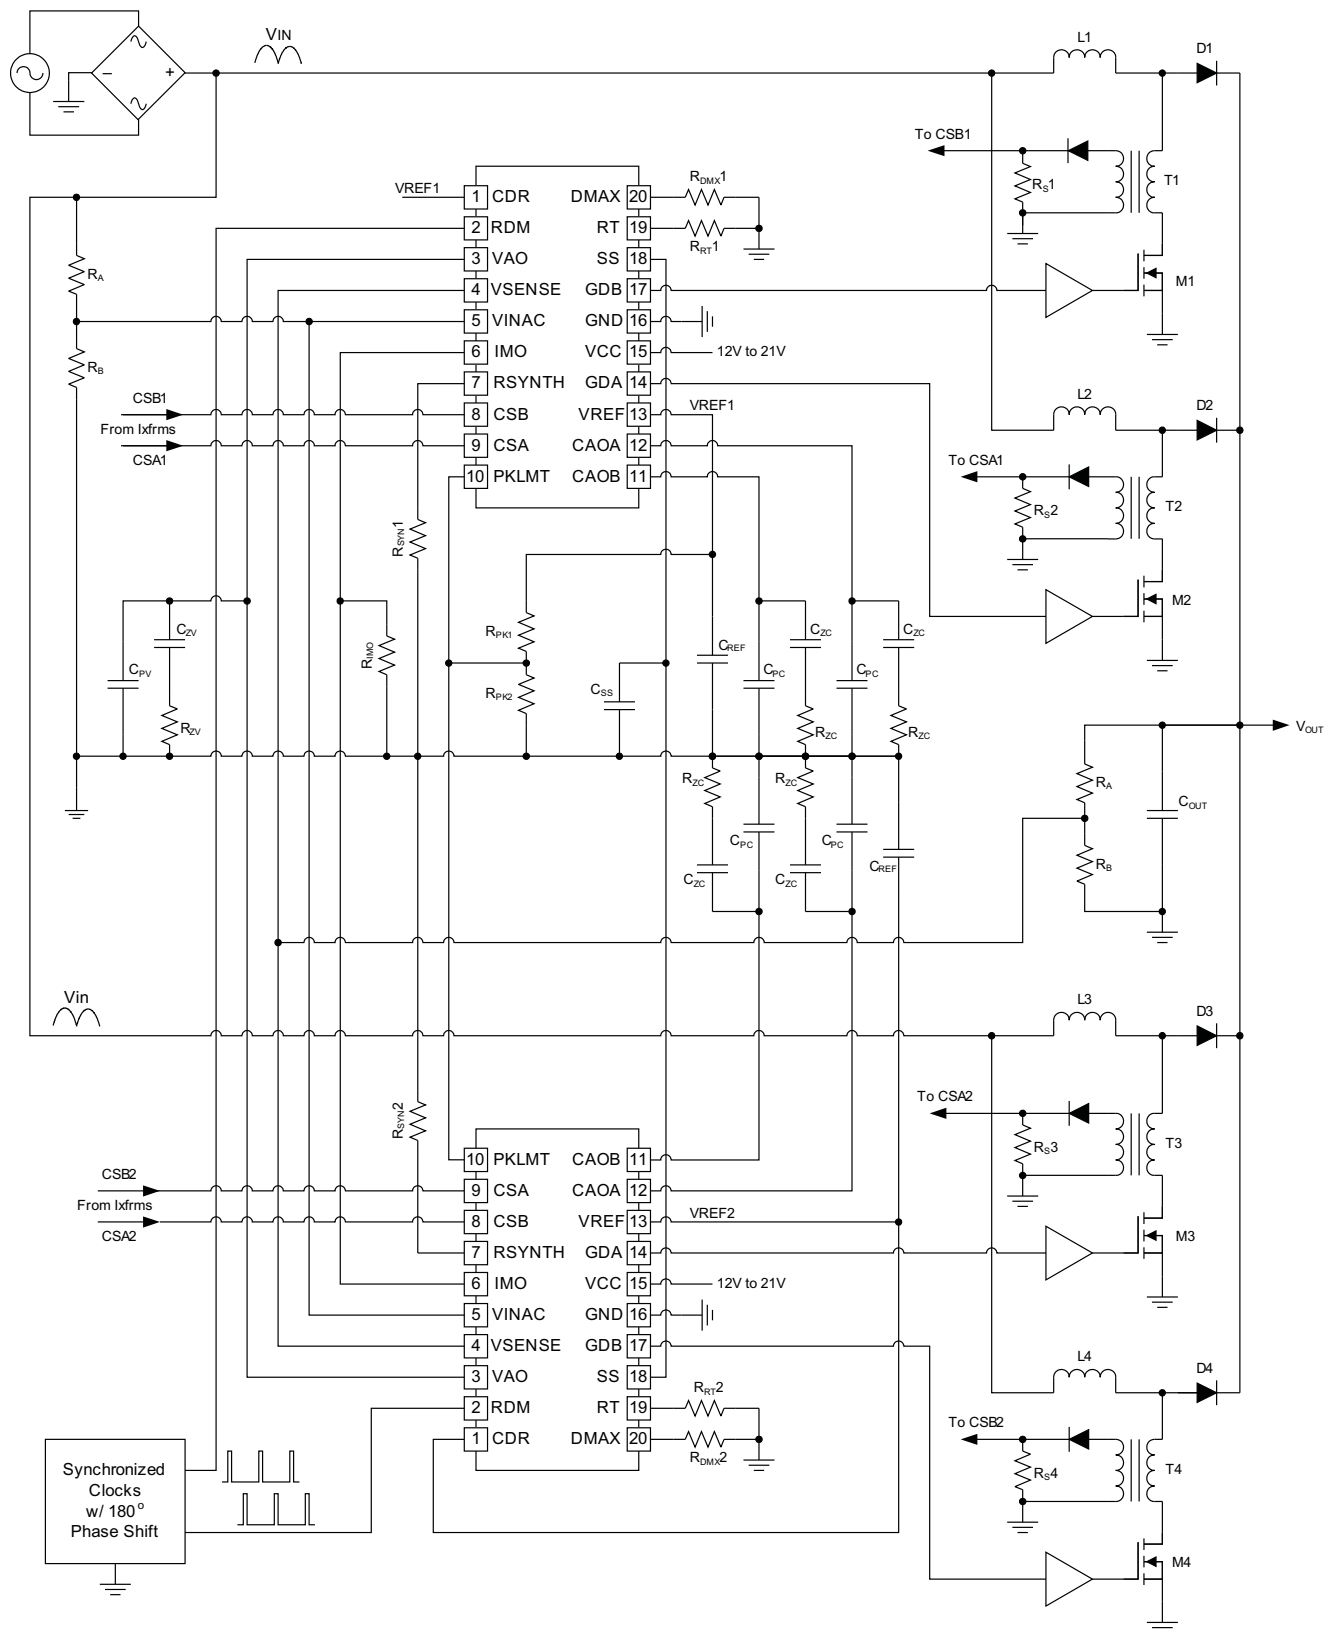 VIN
L1
D1
To CSB1
RS1
T1
M1
VREF1
1 CDR DMAX 20 RDMX1
2 RDM RT 19 RRT1
3 VAO SS 18
4 VSENSE GDB 17
5 VINAC GND 16
6 IMO VCC 15 12V to 21V
7 RSYNTH GDA 14
8 CSB VREF 13 VREF1
9 CSA CAOA 12
10 PKLMT CAOB 11
RA
RB
CSB1
From Ixfrms
CSA1
L2
D2
To CSA1
RS2
T2
M2
RSYN1
CPV
CZV
RZV
RIMO
RPK1
RPK2
CSS
CREF
CPC
CZC
RZC
CPC
CZC
RZC
RZC
CZC
CPC
RZC
CZC
CPC
CREF
VOUT
RA
RB
COUT
Vin
L3
D3
To CSA2
RS3
T3
M3
RSYN2
CSB2
From Ixfrms
CSA2
10 PKLMT CAOB 11
9 CSA CAOA 12
8 CSB VREF 13 VREF2
7 RSYNTH GDA 14
6 IMO VCC 15 12V to 21V
5 VINAC GND 16
4 VSENSE GDB 17
3 VAO SS 18
2 RDM RT 19 RRT2
1 CDR DMAX 20 RDMX2
L4
D4
To CSB2
RS4
T4
M4
Synchronized
Clocks
w/ 180o
Phase Shift